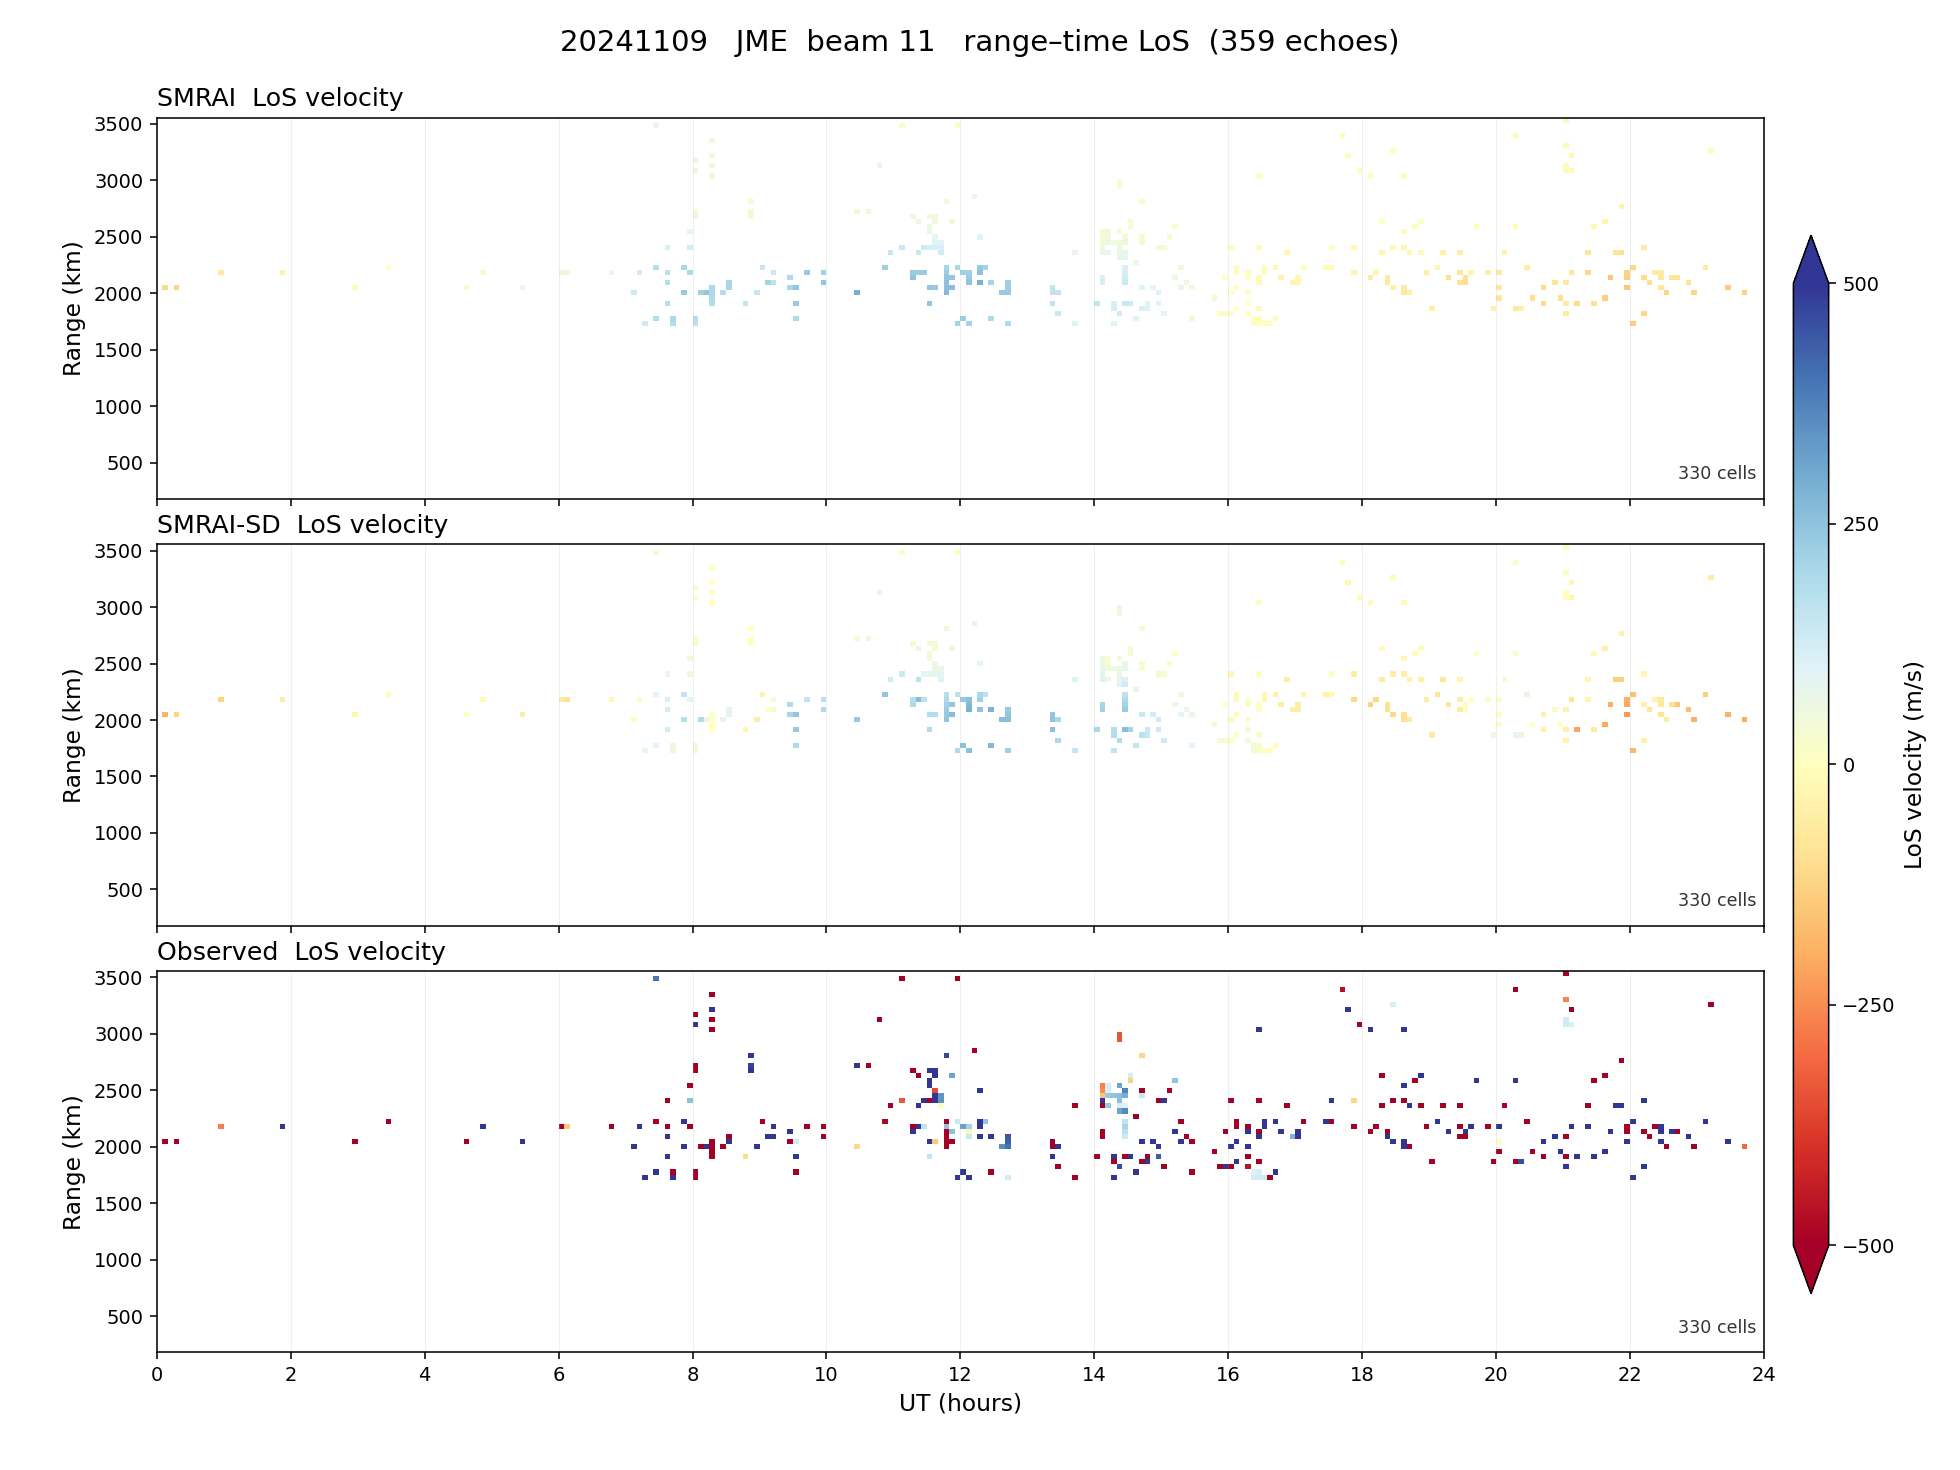 20241109 JME beam 11 range–time LoS (359 echoes)
SMRAI LoS velocity
3500
3000
2500
2000
1500
1000
500
Range (km)
330 cells
SMRAI-SD LoS velocity
3500
3000
2500
2000
1500
1000
500
Range (km)
330 cells
Observed LoS velocity
3500
3000
2500
2000
1500
1000
500
Range (km)
330 cells
0 2 4 6 8 10 12 14 16 18 20 22 24
UT (hours)
500
250
0
−250
−500
LoS velocity (m/s)